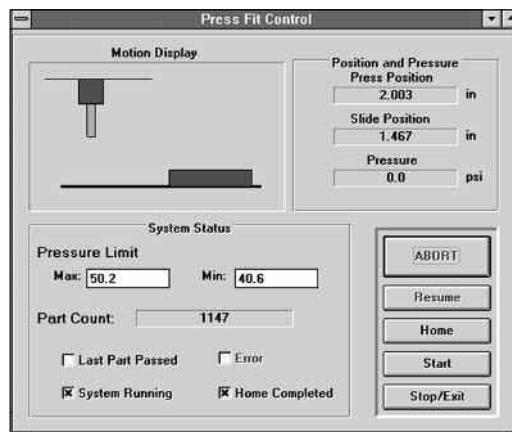 Press Fit Control
Motion Display
Position and Pressure
Press Position
2.003 in
Slide Position
1.467 in
Pressure
0.0 psi
System Status
Pressure Limit
Max: 50.2 Min: 40.6
Part Count: 1147
Last Part Passed Error
System Running Home Completed
ABORT
Resume
Home
Start
Stop/Exit